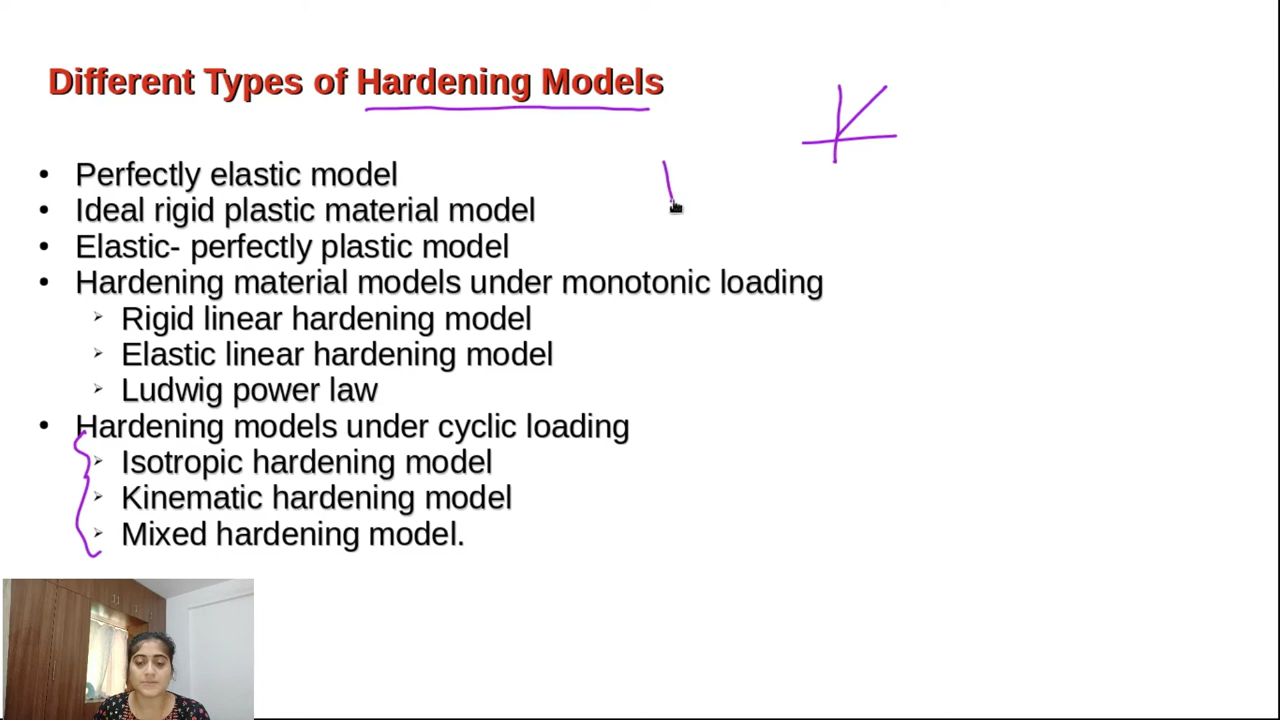 Different Types of Hardening Models
• Perfectly elastic model
• Ideal rigid plastic material model
• Elastic- perfectly plastic model
• Hardening material models under monotonic loading
➢ Rigid linear hardening model
➢ Elastic linear hardening model
➢ Ludwig power law
• Hardening models under cyclic loading
➢ Isotropic hardening model
➢ Kinematic hardening model
➢ Mixed hardening model.